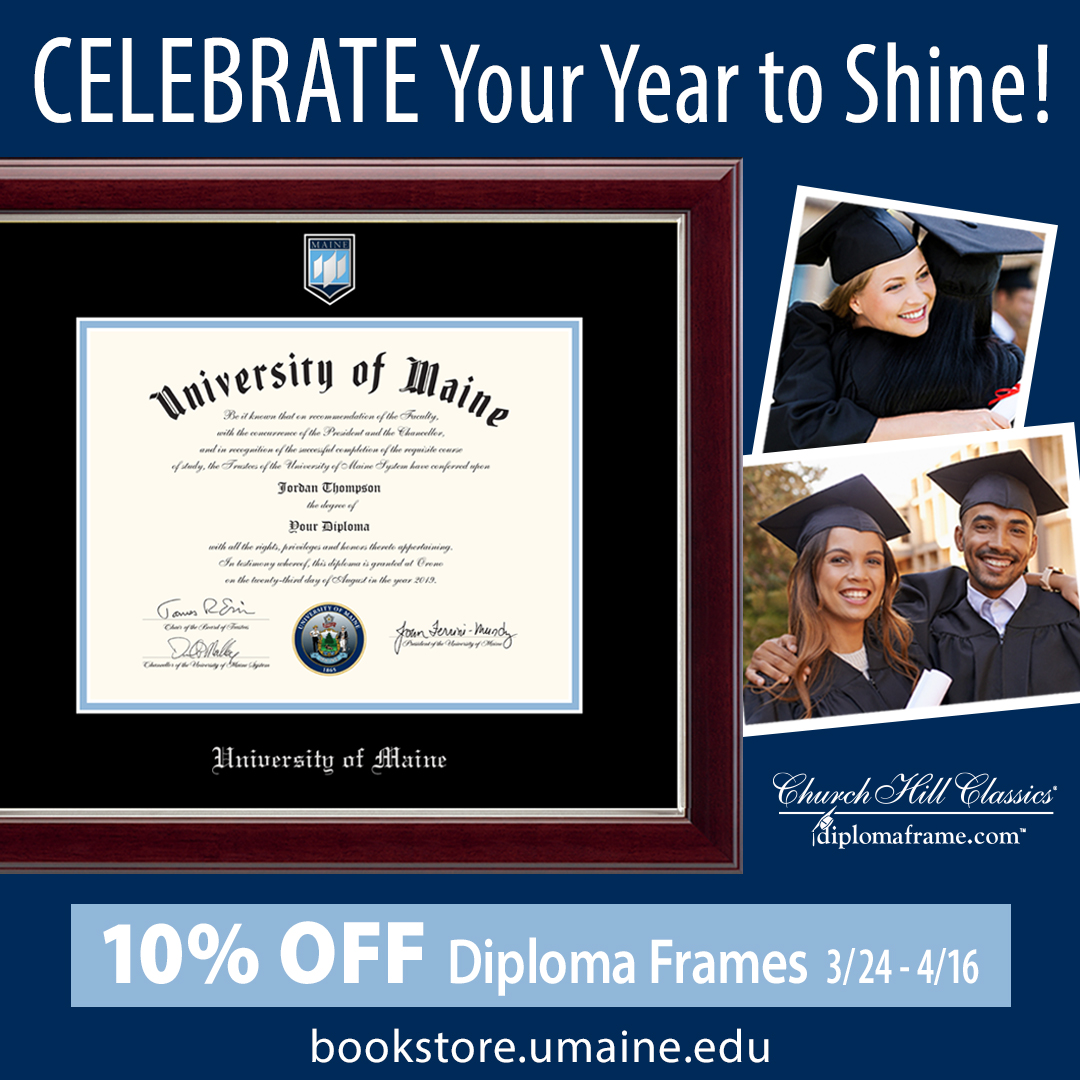 CELEBRATE Your Year to Shine!
MAINE
University of Maine
Be it known that on recommendation of the Faculty,
with the concurrence of the President and the Chancellor,
and in recognition of the successful completion of the requisite course
of study, the Trustees of the University of Maine System have conferred upon
Jordan Thompson
the degree of
Your Diploma
with all the rights, privileges and honors thereto appertaining.
In testimony whereof, this diploma is granted at Orono
on the twenty-third day of August in the year 2019.
Chair of the Board of Trustees
Chancellor of the University of Maine System
UNIVERSITY OF MAINE
1865
Joan Ferrini-Mundy
President of the University of Maine
University of Maine
Church Hill Classics®
diplomaframe.com™
10% OFF Diploma Frames 3/24 - 4/16
bookstore.umaine.edu